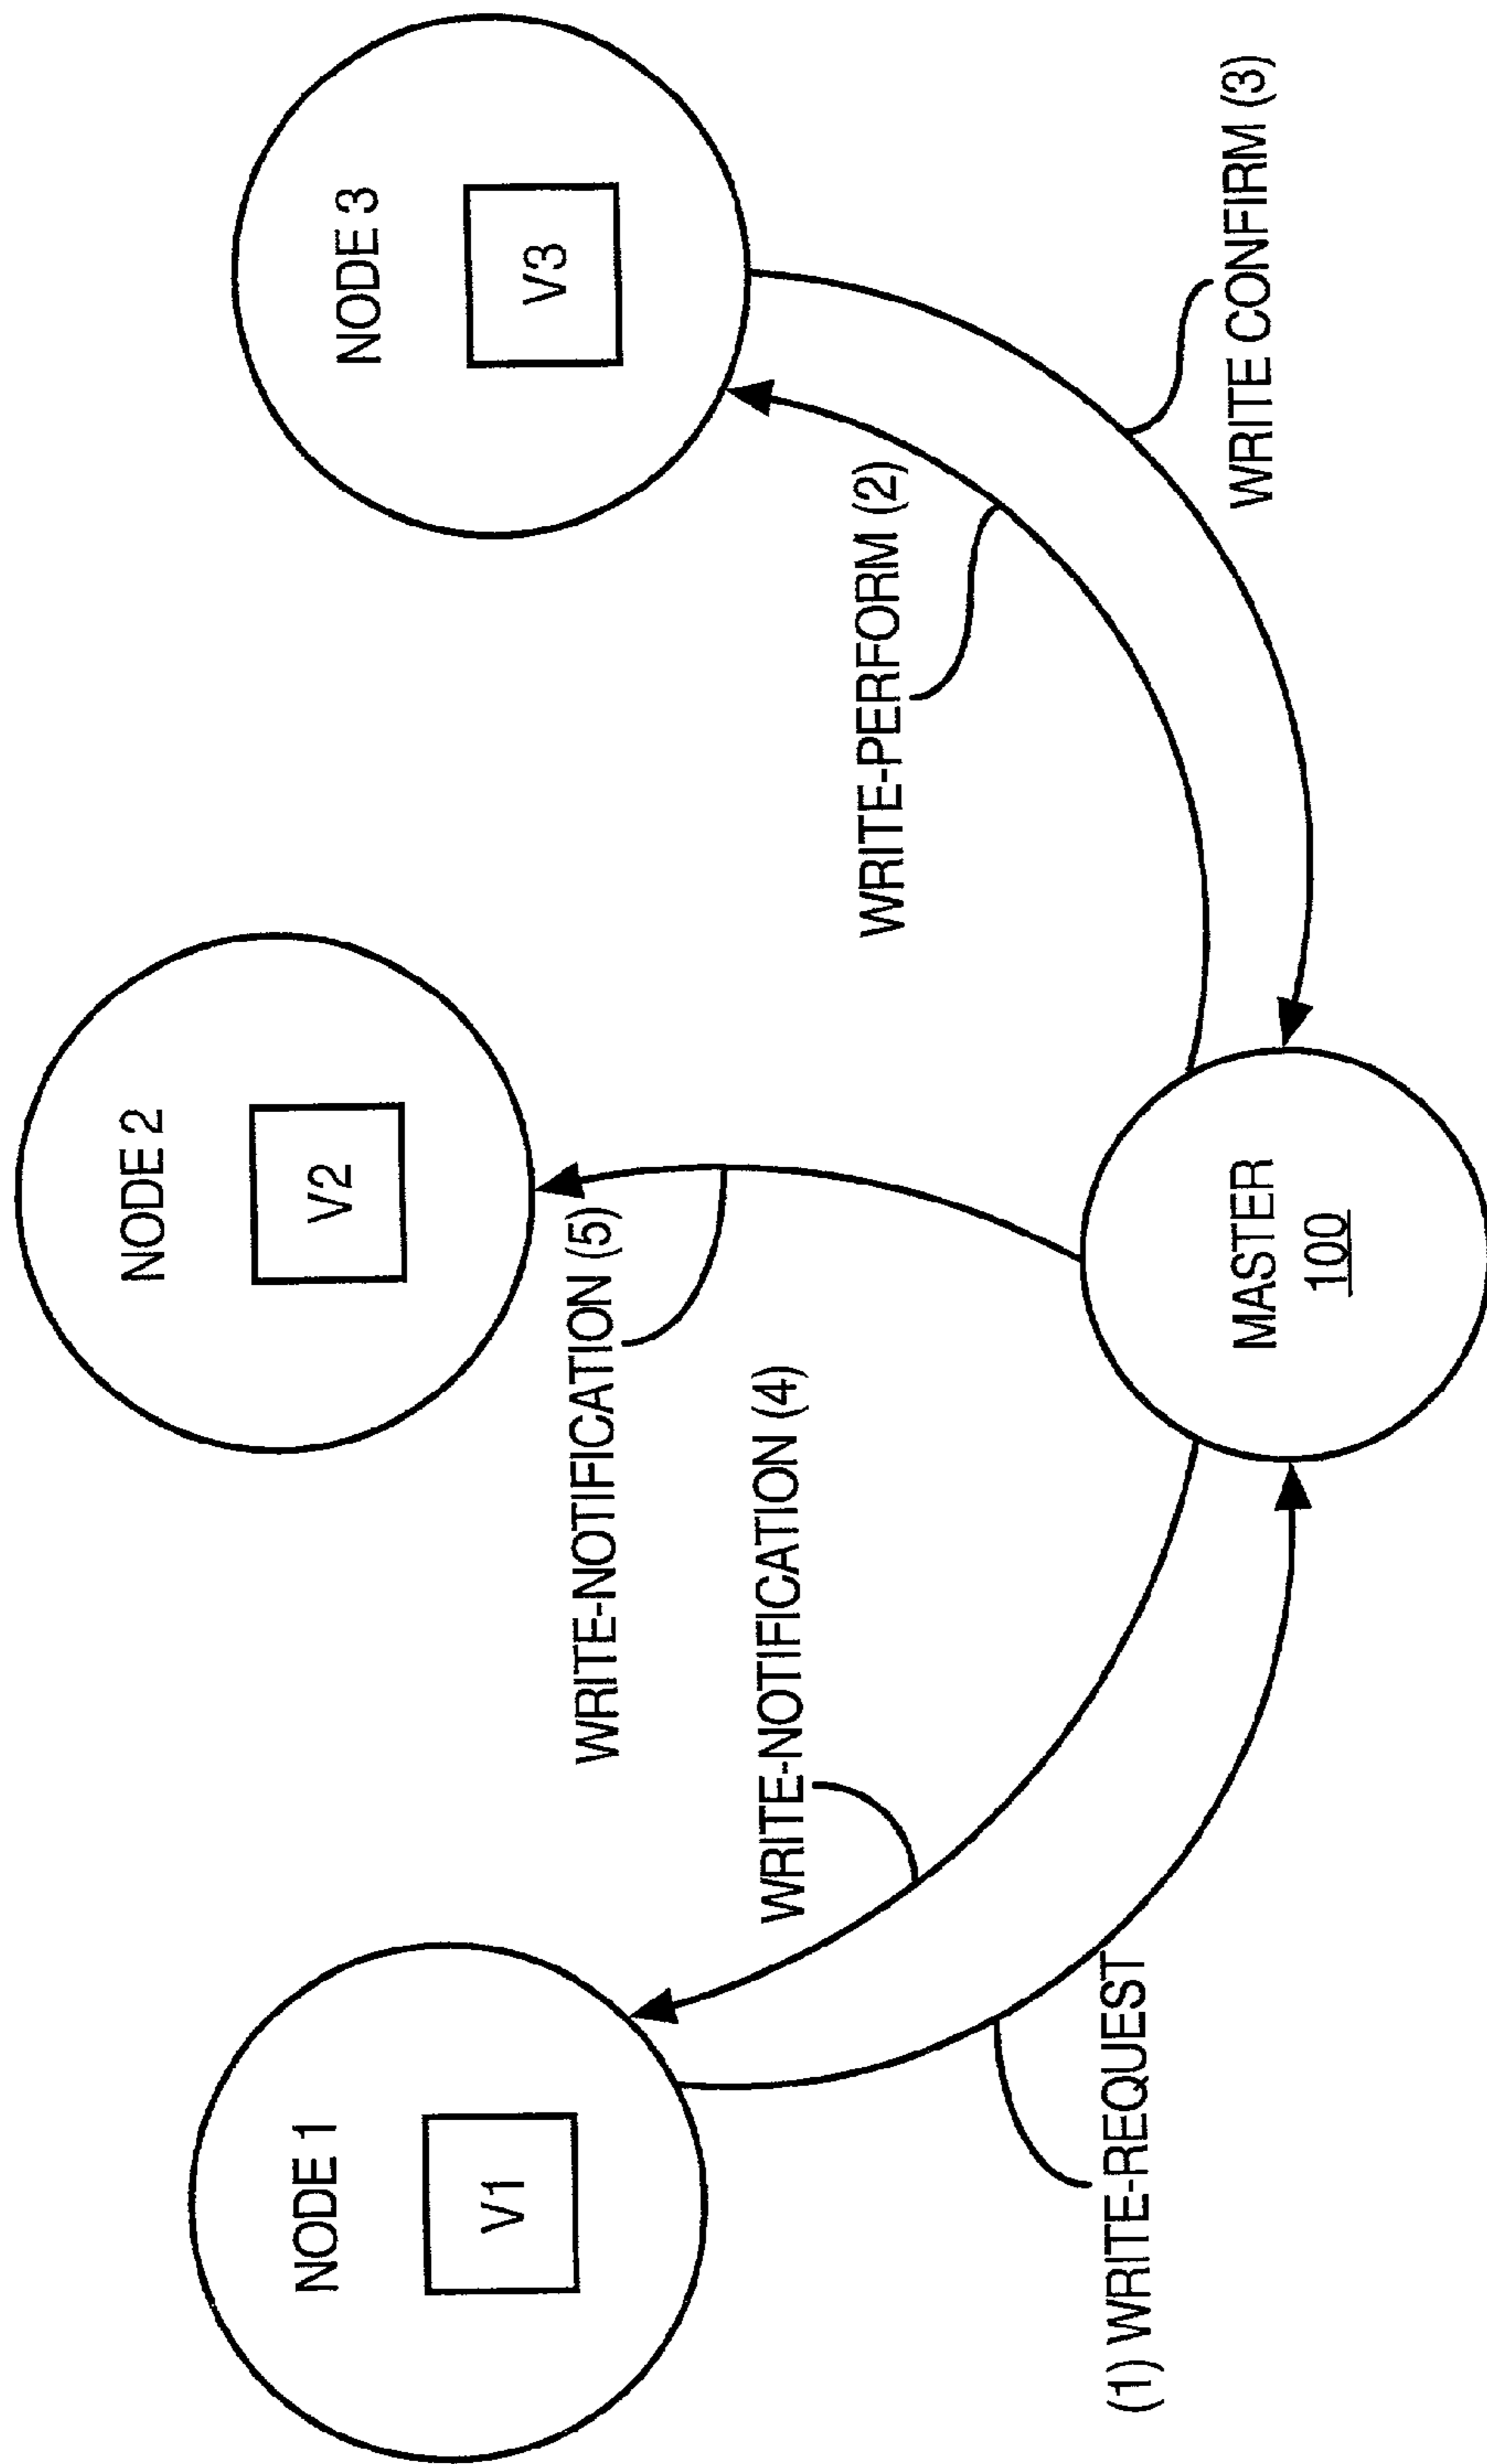 NODE 1
V1
NODE 2
V2
NODE 3
V3
WRITE-NOTIFICATION (5)
WRITE-NOTIFICATION (4)
WRITE-PERFORM (2)
(1) WRITE-REQUEST
WRITE CONFIRM (3)
MASTER
100